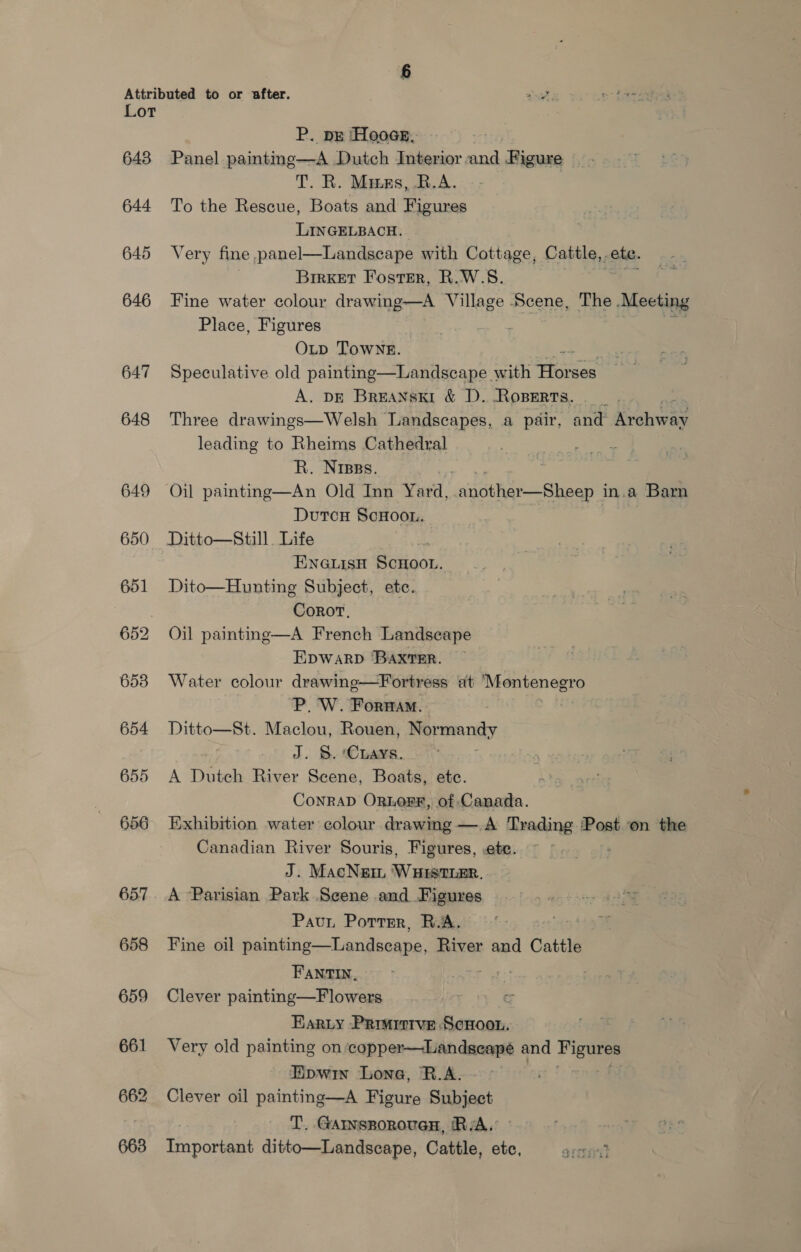 6
Attributed to or after.
Lot
P. DE HOOGE.
643 Panel painting—A Dutch Interior and Figure
T. R. MILES, R.A.
644 To the Rescue, Boats and Figures
LINGELBACH.
645 Very fine panel—Landscape with Cottage, Cattle, etc.
BIRKET FOSTER, R.W.S.
646 Fine water colour drawing—A Village Scene, The Meeting
Place, Figures
OLD TOWNE.
647 Speculative old painting—Landscape with Horses
A. DE BREANSKI & D. ROBERTS.
648 Three drawings—Welsh Landscapes, a pair, and Archway
leading to Rheims Cathedral
R. NIBBS.
649 Oil painting—An Old Inn Yard, another—Sheep in a Barn
DUTCH SCHOOL.
650 Ditto—Still Life
ENGLISH SCHOOL.
651 Dito—Hunting Subject, etc.
COROT.
652 Oil painting—A French Landscape
EDWARD BAXTER.
653 Water colour drawing—Fortress at Montenegro
P. W. FORHAM.
654 Ditto—St. Maclou, Rouen, Normandy
J. S. CLAYS.
655 A Dutch River Scene, Boats, etc.
CONRAD ORLOFF, of Canada.
656 Exhibition water colour drawing — A Trading Post on the
Canadian River Souris, Figures, etc.
J. MacNEIL WHISTLER.
657 A Parisian Park Scene and Figures
PAUL POTTER, R.A.
658 Fine oil painting—Landscape, River and Cattle
FANTIN.
659 Clever painting—Flowers
EARLY PRIMITIVE SCHOOL.
661 Very old painting on copper—Landscape and Figures
EDWIN LONG, R.A.
662 Clever oil painting—A Figure Subject
T. GAINSBOROUGH, R.A.
663 Important ditto—Landscape, Cattle, etc.